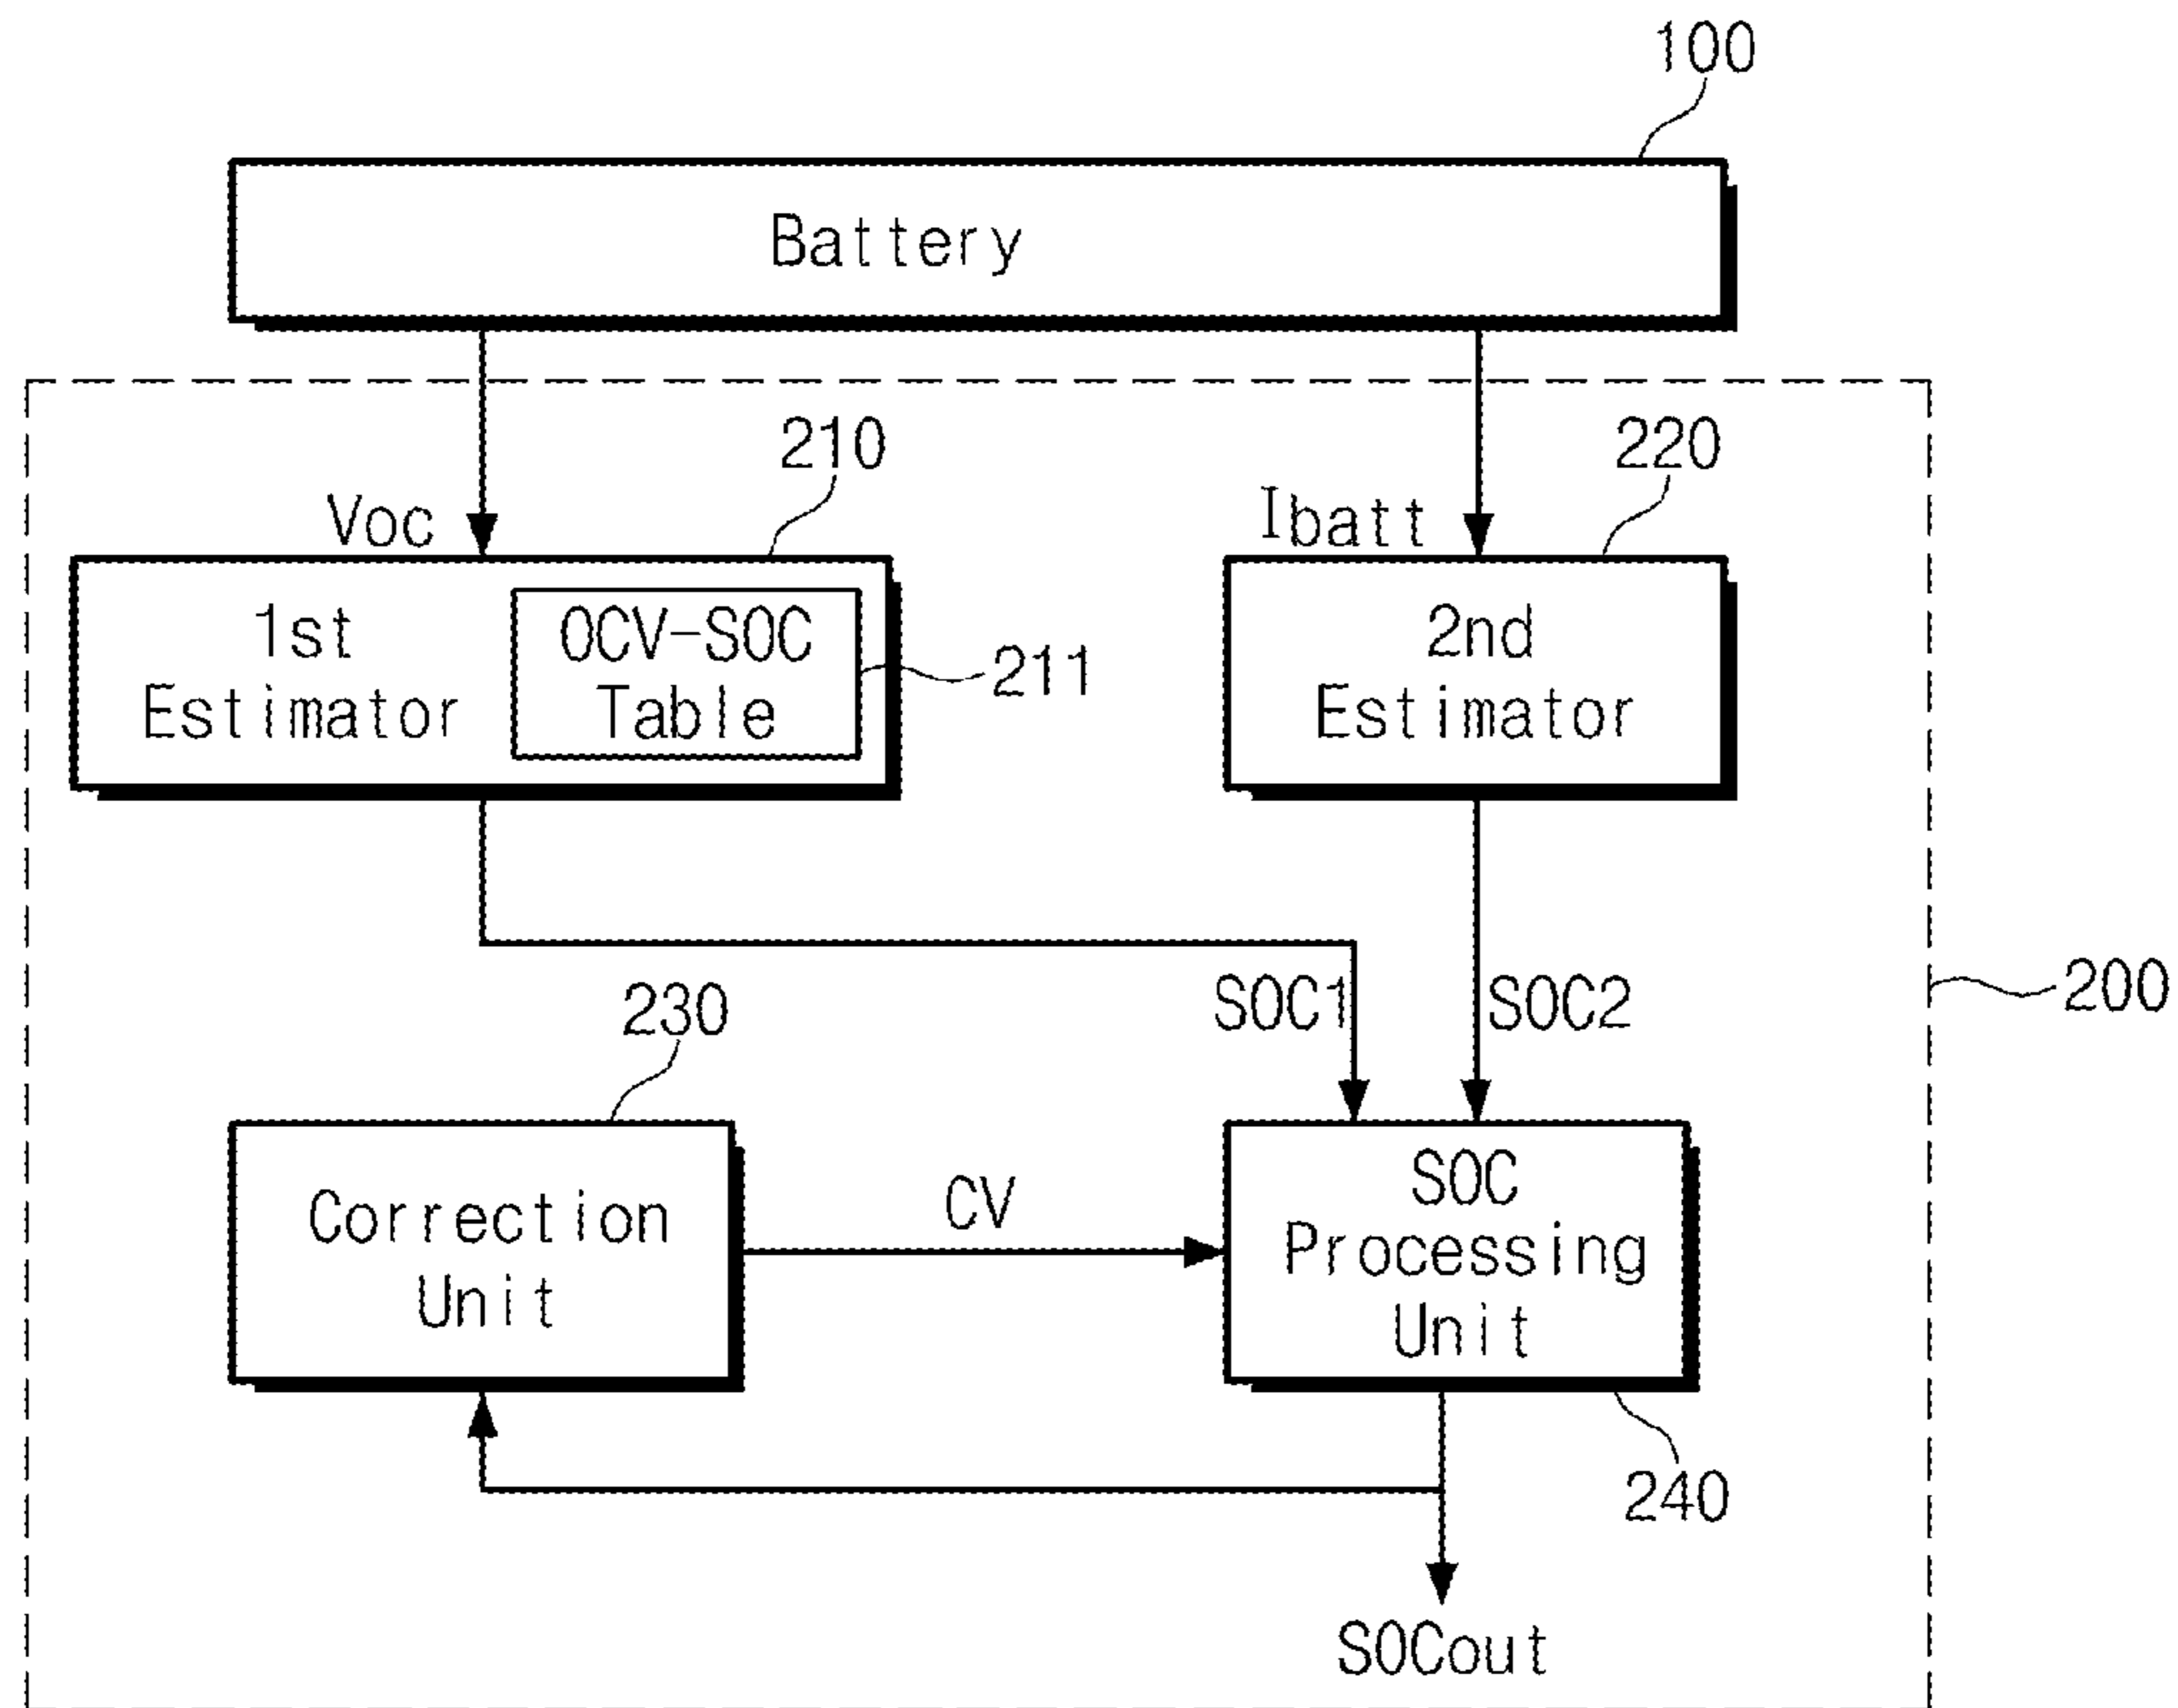 100
Battery
210
220
Voc
Ibatt
1st
Estimator
OCV-SOC
Table
211
2nd
Estimator
SOC1
SOC2
200
230
Correction
Unit
CV
SOC
Processing
Unit
240
SOCout